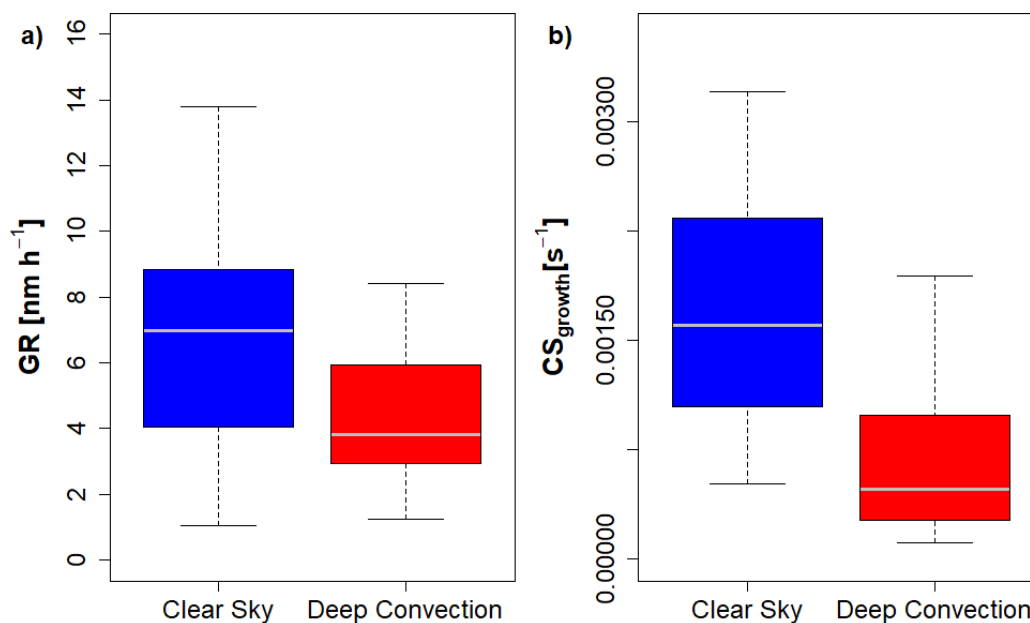 a)
GR [nm h⁻¹]
16
14
12
10
8
6
4
2
0
Clear Sky
Deep Convection
b)
CS_growth[s⁻¹]
0.00300
0.00150
0.00000
Clear Sky
Deep Convection